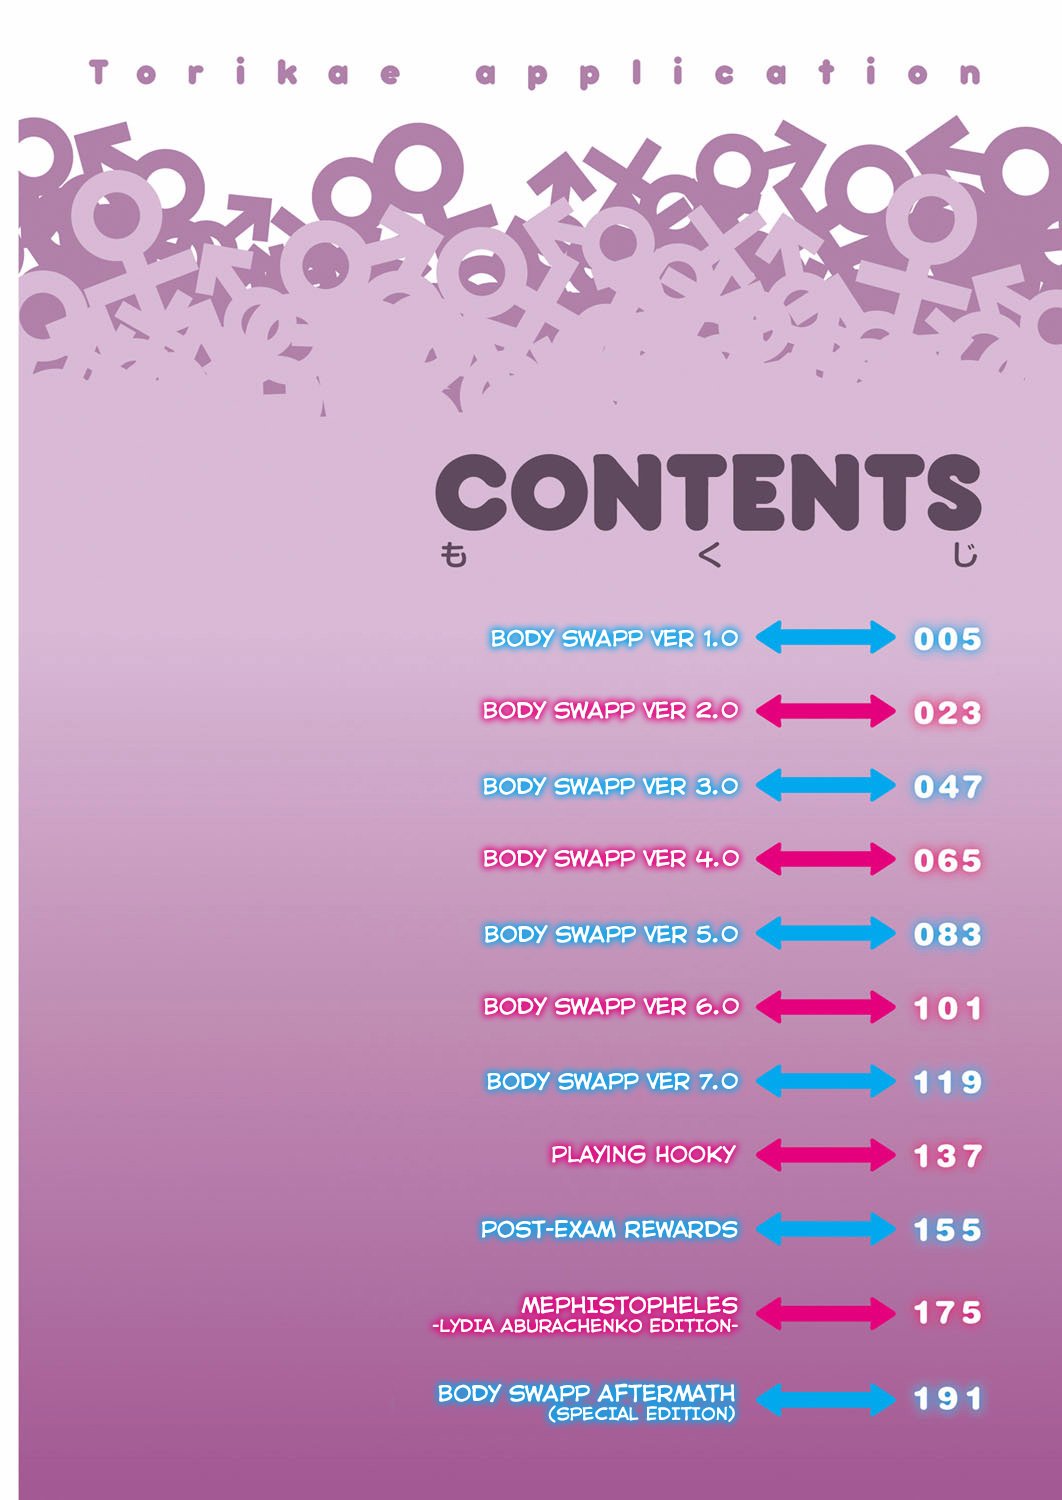 Torikae application
CONTENTS
もくじ
BODY SWAPP VER 1.0 005
BODY SWAPP VER 2.0 023
BODY SWAPP VER 3.0 047
BODY SWAPP VER 4.0 065
BODY SWAPP VER 5.0 083
BODY SWAPP VER 6.0 101
BODY SWAPP VER 7.0 119
PLAYING HOOKY 137
POST-EXAM REWARDS 155
MEPHISTOPHELES 175
-LYDIA ABURACHENKO EDITION-
BODY SWAPP AFTERMATH 191
(SPECIAL EDITION)